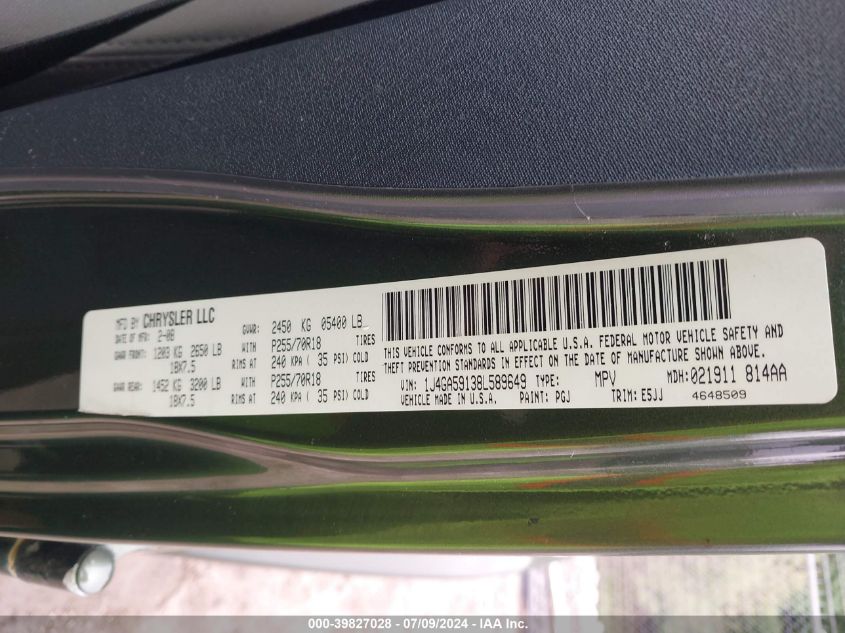 MFD BY CHRYSLER LLC
DATE OF MFR: 2-08
GVWR: 2450 KG 05400 LB
GAWR FRONT: 1203 KG 2650 LB WITH P255/70R18 TIRES
18X7.5 RIMS AT 240 KPA ( 35 PSI) COLD
GAWR REAR: 1452 KG 3200 LB WITH P255/70R18 TIRES
18X7.5 RIMS AT 240 KPA ( 35 PSI) COLD
THIS VEHICLE CONFORMS TO ALL APPLICABLE U.S.A. FEDERAL MOTOR VEHICLE SAFETY AND
THEFT PREVENTION STANDARDS IN EFFECT ON THE DATE OF MANUFACTURE SHOWN ABOVE.
VIN: 1J4GA59138L589649 TYPE: MPV MDH:021911 814AA
VEHICLE MADE IN U.S.A. PAINT: PGJ TRIM: E5JJ 4648509
000-39827028 - 07/09/2024 - IAA Inc.